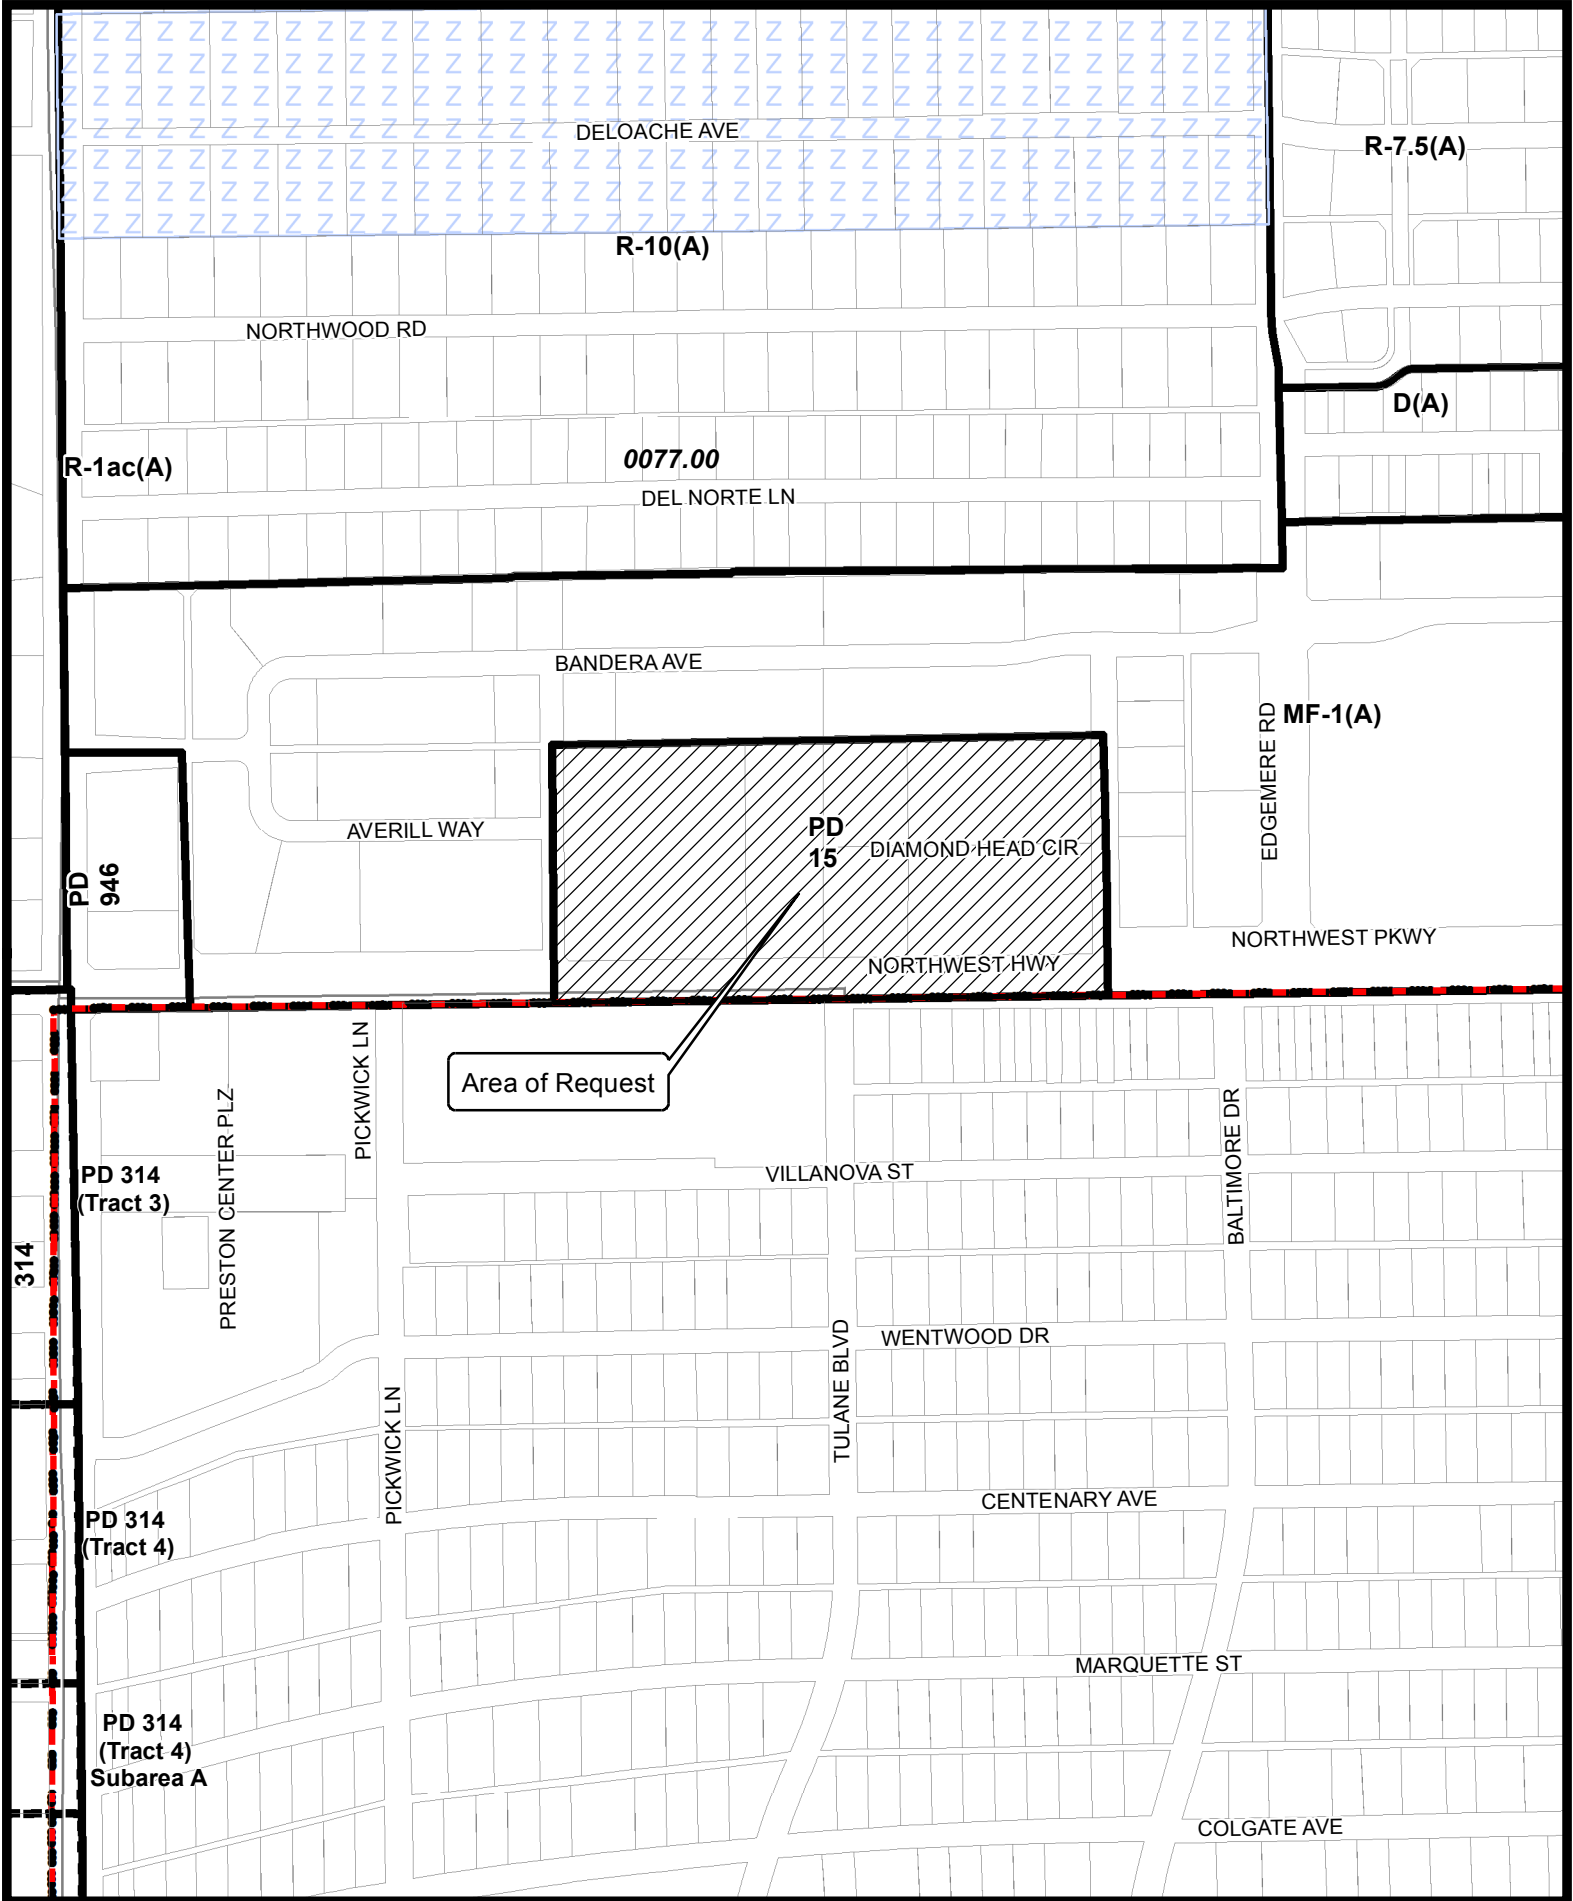 DELOACHE AVE
R-7.5(A)
R-10(A)
NORTHWOOD RD
D(A)
0077.00
R-1ac(A)
DEL NORTE LN
BANDERA AVE
MF-1(A)
EDGEMERE RD
PD
15
AVERILL WAY
DIAMOND HEAD CIR
PD
946
NORTHWEST PKWY
NORTHWEST HWY
Area of Request
PICKWICK LN
PRESTON CENTER PLZ
BALTIMORE DR
VILLANOVA ST
PD 314
(Tract 3)
314
WENTWOOD DR
TULANE BLVD
PICKWICK LN
CENTENARY AVE
PD 314
(Tract 4)
MARQUETTE ST
PD 314
(Tract 4)
Subarea A
COLGATE AVE